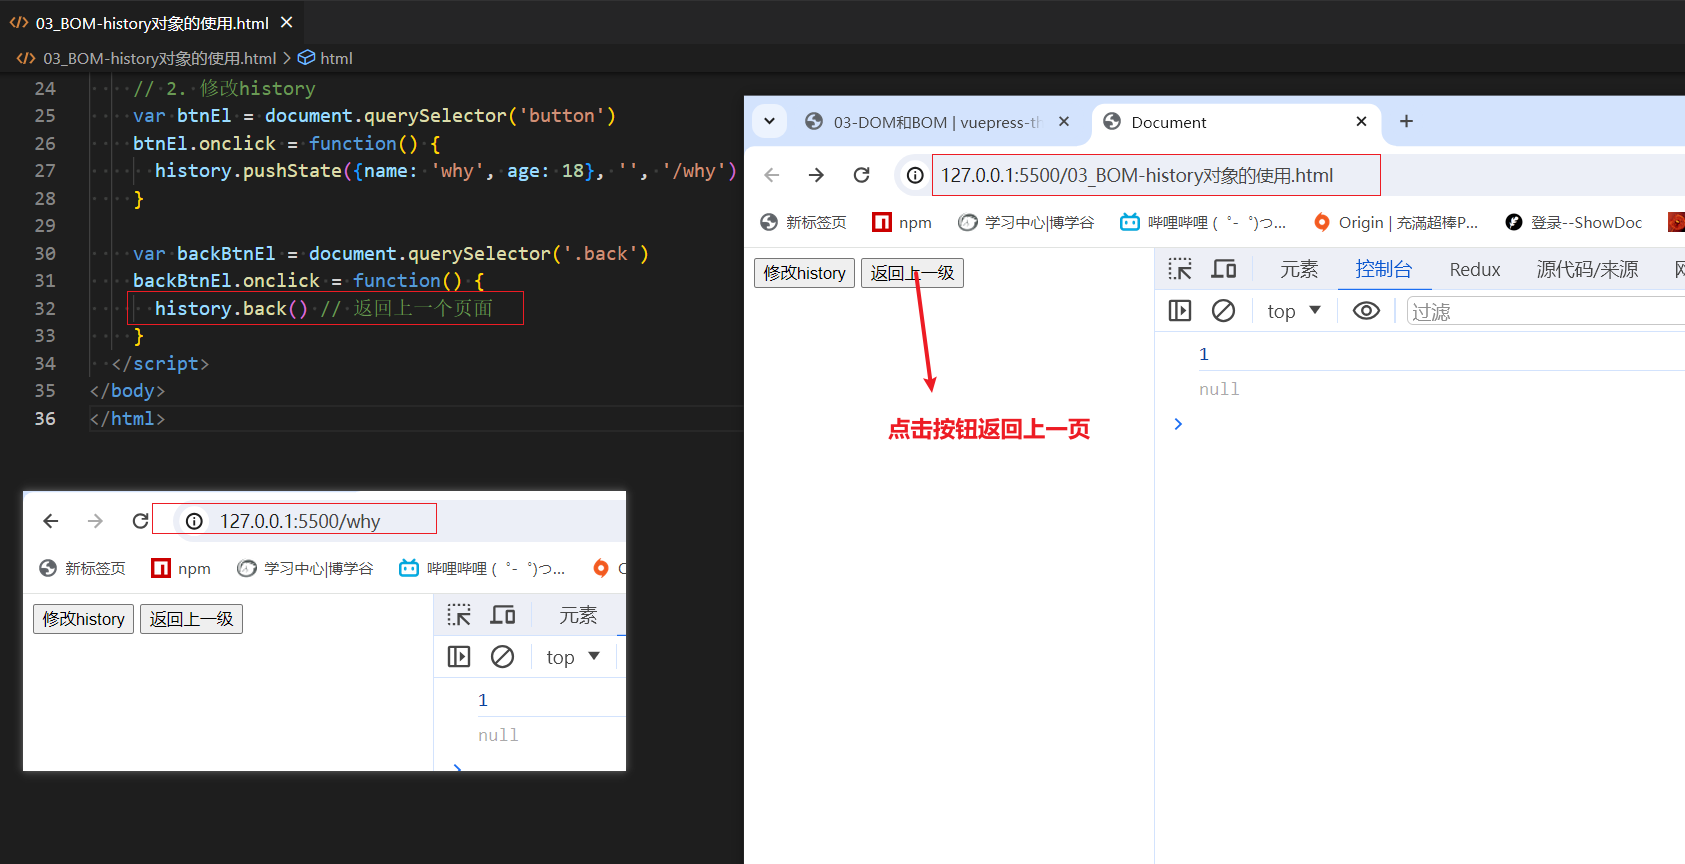 03_BOM-history对象的使用.html
03_BOM-history对象的使用.html > html
24 // 2. 修改history
25 var btnEl = document.querySelector('button')
26 btnEl.onclick = function() {
27 history.pushState({name: 'why', age: 18}, '', '/why')
28 }
29
30 var backBtnEl = document.querySelector('.back')
31 backBtnEl.onclick = function() {
32 history.back() // 返回上一个页面
33 }
34 </script>
35 </body>
36 </html>
127.0.0.1:5500/why
新标签页 npm 学习中心|博学谷 哔哩哔哩 ( ゜- ゜)つ...
修改history 返回上一级 元素
top
1
null
03-DOM和BOM | vuepress-th Document
127.0.0.1:5500/03_BOM-history对象的使用.html
新标签页 npm 学习中心|博学谷 哔哩哔哩 ( ゜- ゜)つ... Origin | 充满超棒P... 登录--ShowDoc
修改history 返回上一级 元素 控制台 Redux 源代码/来源
top 过滤
1
null
点击按钮返回上一页